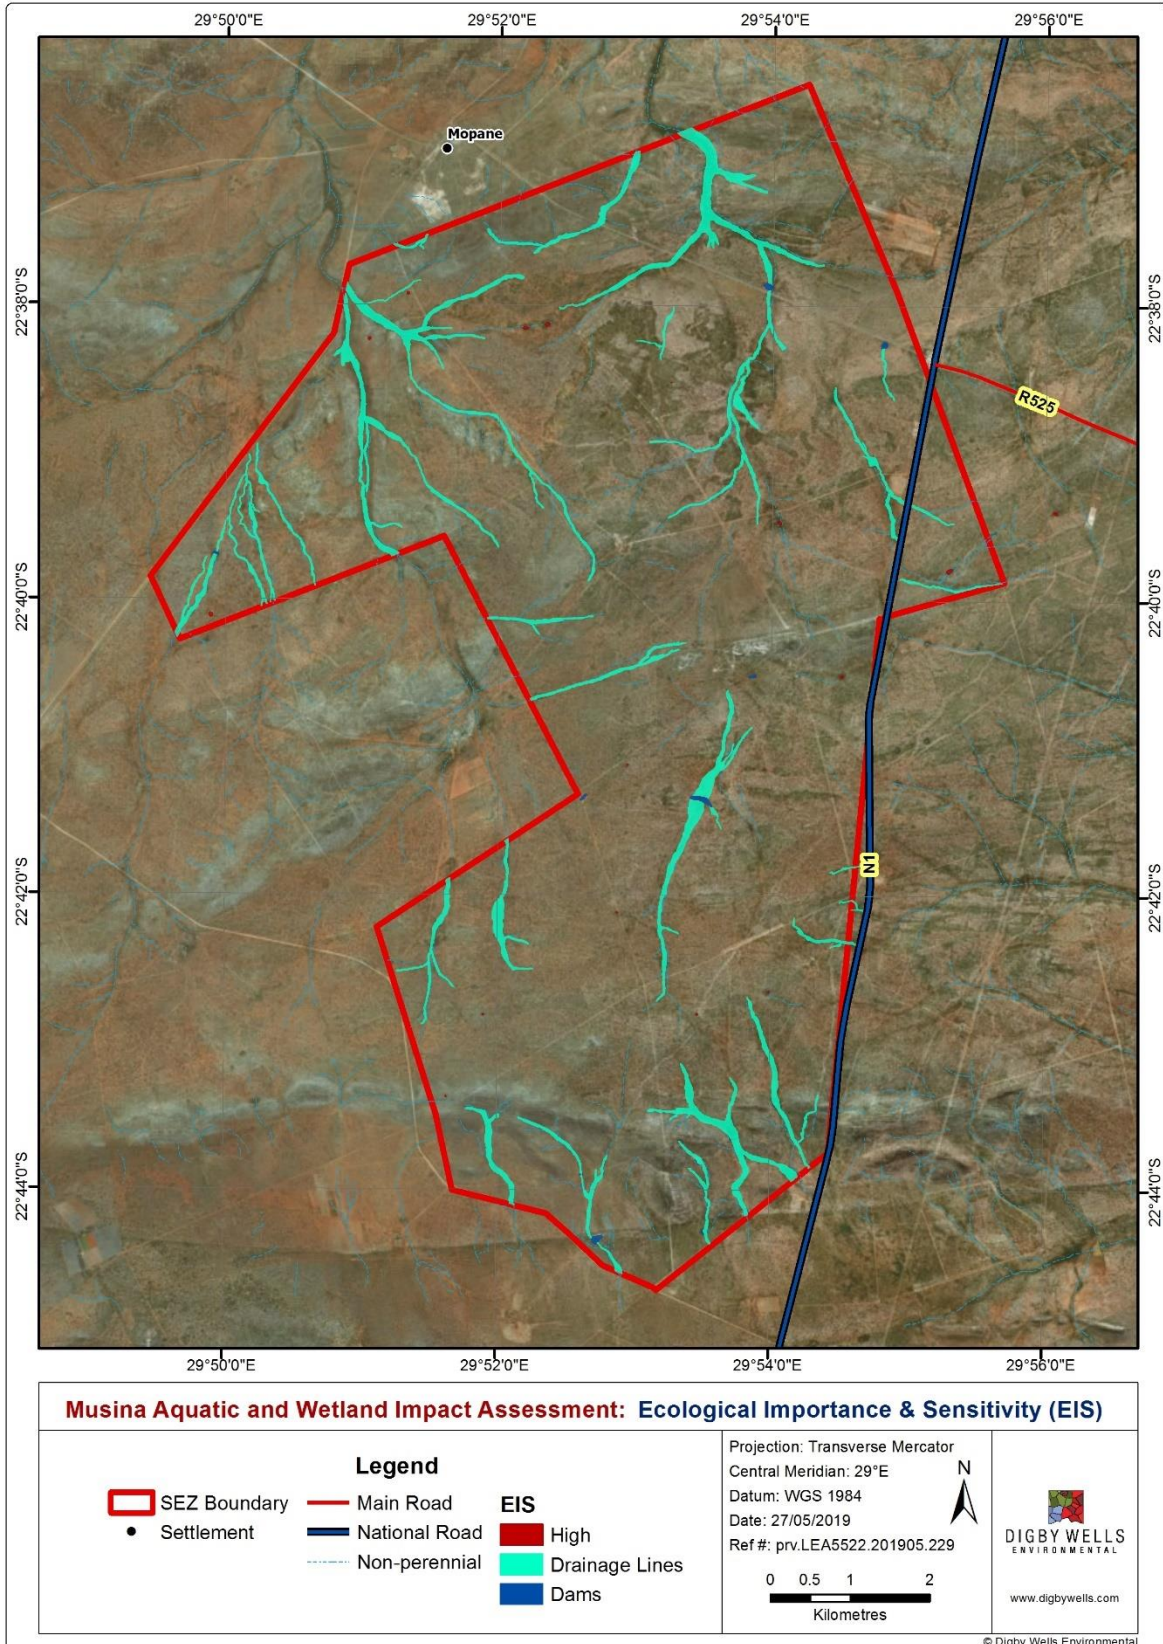 29°50'0"E 29°52'0"E 29°54'0"E 29°56'0"E
Mopane
22°38'0"S 22°38'0"S
R525
22°40'0"S 22°40'0"S
N1
22°42'0"S 22°42'0"S
22°44'0"S 22°44'0"S
29°50'0"E 29°52'0"E 29°54'0"E 29°56'0"E
Musina Aquatic and Wetland Impact Assessment: Ecological Importance & Sensitivity (EIS)
Legend
SEZ Boundary
Settlement
Main Road
National Road
Non-perennial
EIS
High
Drainage Lines
Dams
Projection: Transverse Mercator
Central Meridian: 29°E
Datum: WGS 1984
Date: 27/05/2019
Ref #: prv.LEA5522.201905.229
N
0 0.5 1 2
Kilometres
DIGBY WELLS
ENVIRONMENTAL
www.digbywells.com
© Digby Wells Environmental